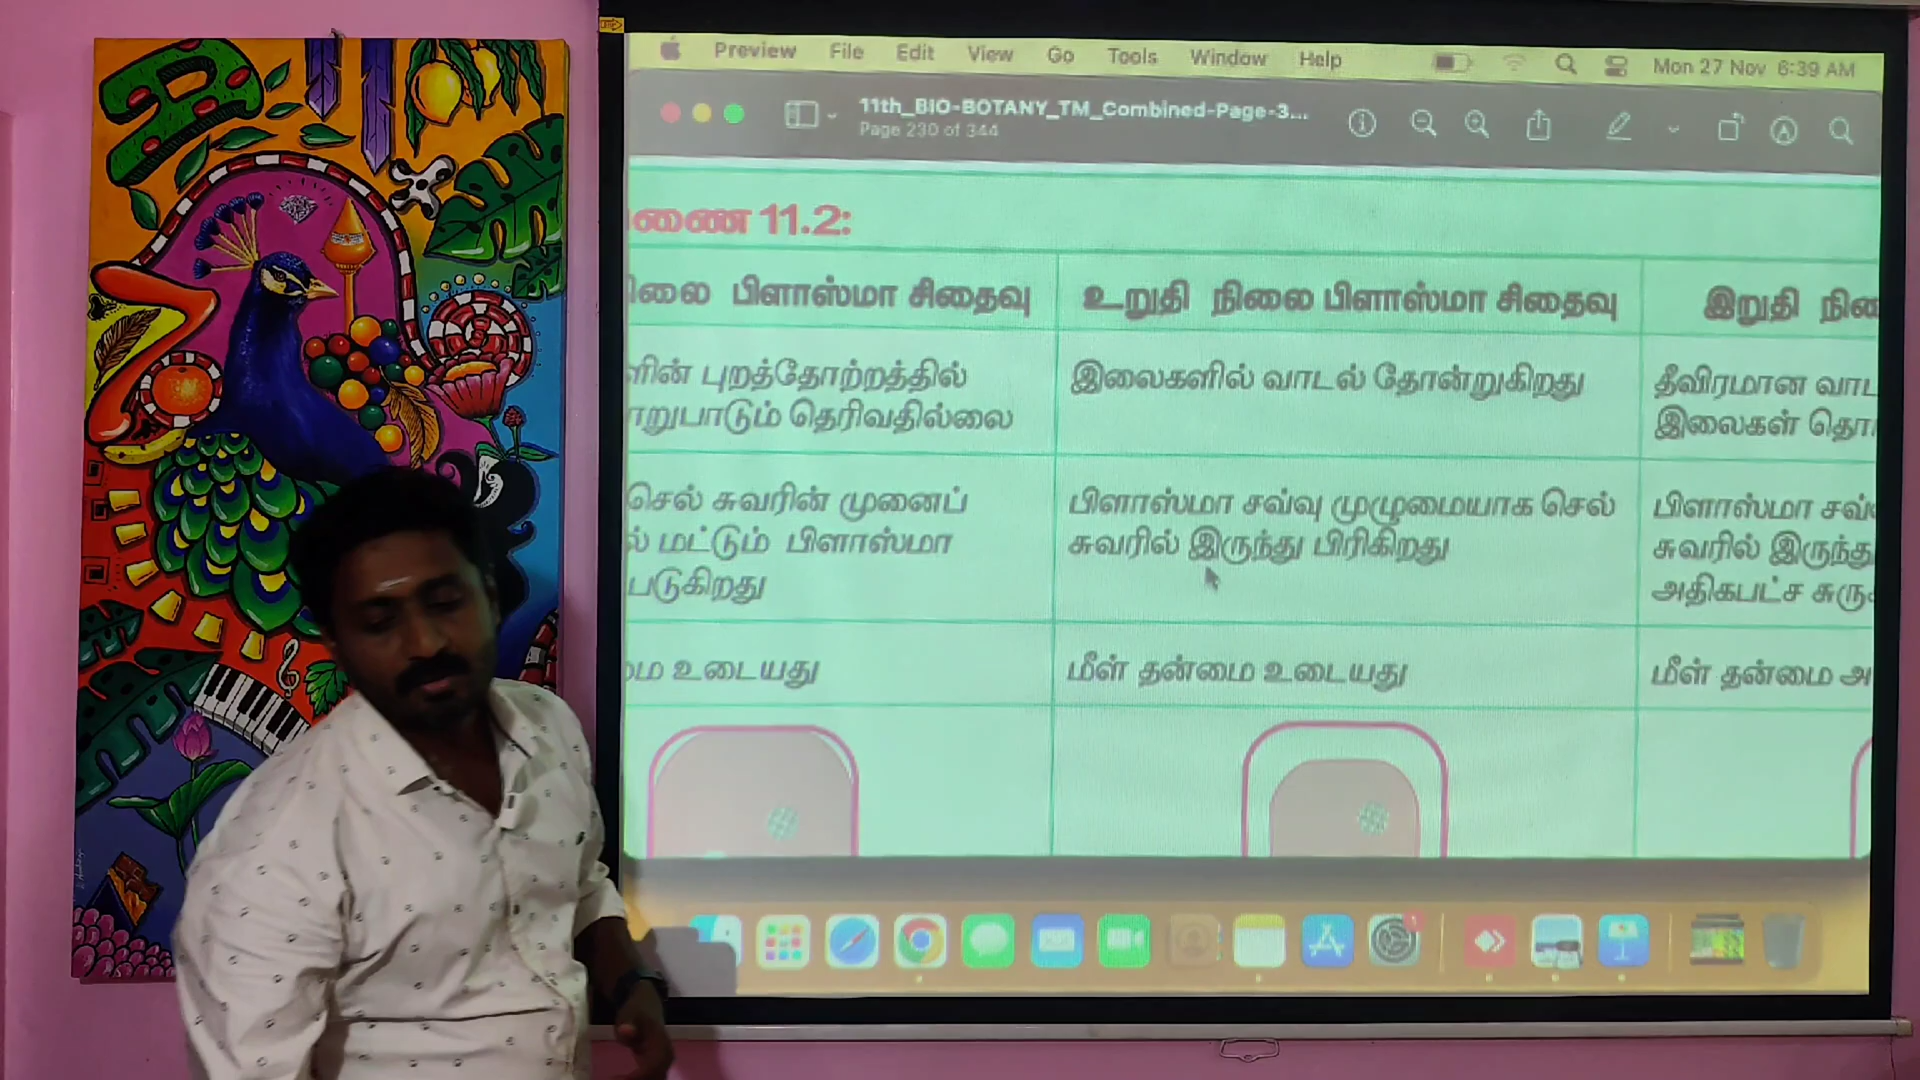 Preview File Edit View Go Tools Window Help Mon 27 Nov 6:39 AM
11th_BIO-BOTANY_TM_Combined-Page-3...
Page 230 of 344
ணை 11.2:
நிலை பிளாஸ்மா சிதைவு
உறுதி நிலை பிளாஸ்மா சிதைவு
இறுதி நிலை
ளின் புறத்தோற்றத்தில்
ாறுபாடும் தெரிவதில்லை
இலைகளில் வாடல் தோன்றுகிறது
தீவிரமான வாட
இலைகள் தொ
செல் சுவரின் முனைப்
ல் மட்டும் பிளாஸ்மா
படுகிறது
பிளாஸ்மா சவ்வு முழுமையாக செல்
சுவரில் இருந்து பிரிகிறது
பிளாஸ்மா சவ்
சுவரில் இருந்து
அதிகபட்ச சுரு
மை உடையது
மீள் தன்மை உடையது
மீள் தன்மை அ